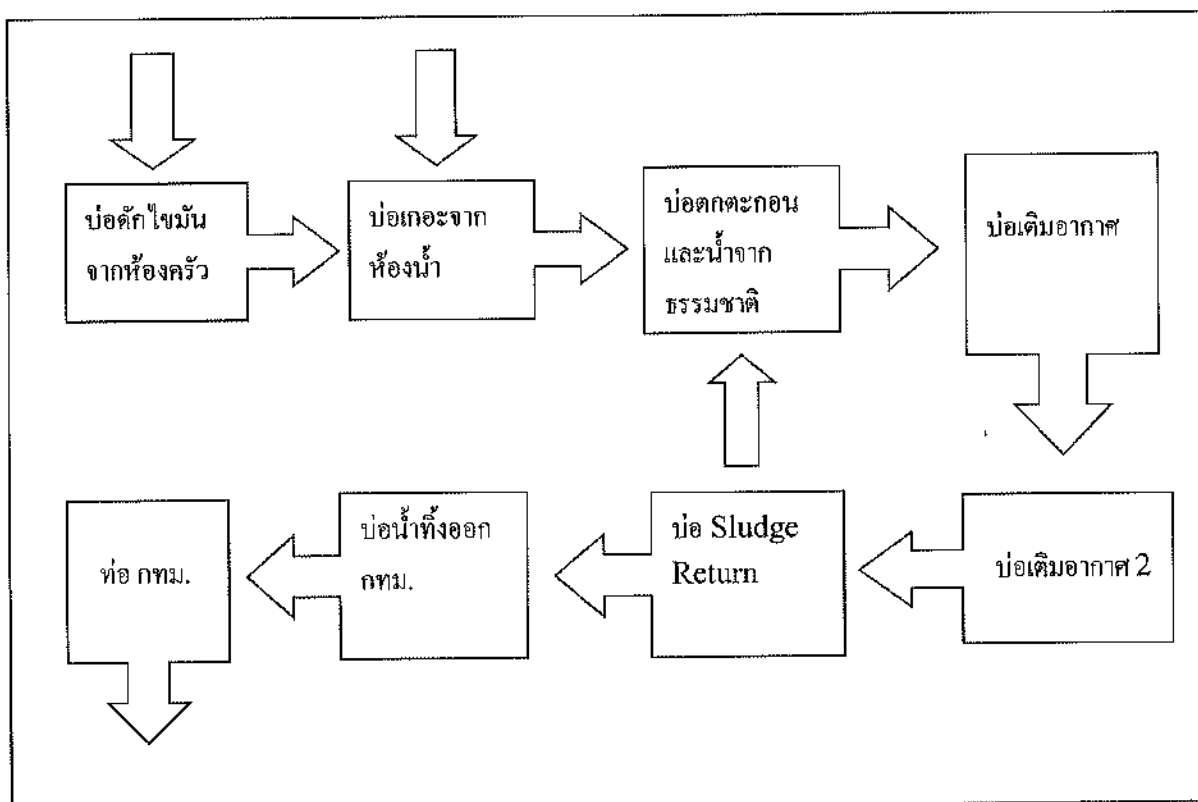 บ่อดักไขมัน
จากห้องครัว
บ่อเกอะจาก
ห้องน้ำ
บ่อตกตะกอน
และน้ำจาก
ธรรมชาติ
บ่อเติมอากาศ
ท่อ กทม.
บ่อน้ำทิ้งออก
กทม.
บ่อ Sludge
Return
บ่อเติมอากาศ 2